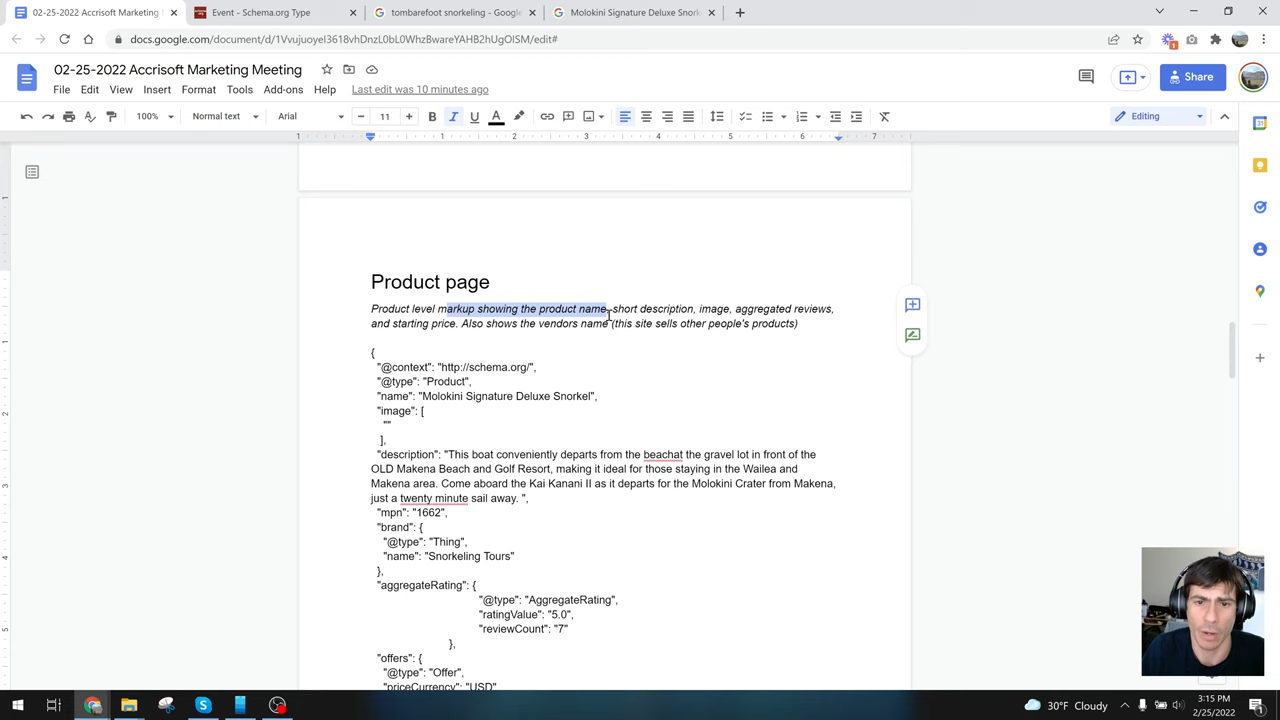 02-25-2022 Accrisoft Marketing
Event - Schema.org Type
tombarefoot snorkeling - Google
Molokini Signature Deluxe Snork
docs.google.com/document/d/1Vvujuoyel3618vhDnzL0bL0WhzBwareYAHB2hUgOISM/edit#
02-25-2022 Accrisoft Marketing Meeting
File Edit View Insert Format Tools Add-ons Help Last edit was 10 minutes ago
Share
100% Normal text Arial 11 Editing
1 1 2 3 4 5 6 7
Product page
Product level markup showing the product name, short description, image, aggregated reviews,
and starting price. Also shows the vendors name (this site sells other people's products)
{
"@context": "http://schema.org/",
"@type": "Product",
"name": "Molokini Signature Deluxe Snorkel",
"image": [
""
],
"description": "This boat conveniently departs from the beachat the gravel lot in front of the
OLD Makena Beach and Golf Resort, making it ideal for those staying in the Wailea and
Makena area. Come aboard the Kai Kanani II as it departs for the Molokini Crater from Makena,
just a twenty minute sail away. ",
"mpn": "1662",
"brand": {
"@type": "Thing",
"name": "Snorkeling Tours"
},
"aggregateRating": {
"@type": "AggregateRating",
"ratingValue": "5.0",
"reviewCount": "7"
},
"offers": {
"@type": "Offer",
"priceCurrency": "USD"
30°F Cloudy
3:15 PM
2/25/2022